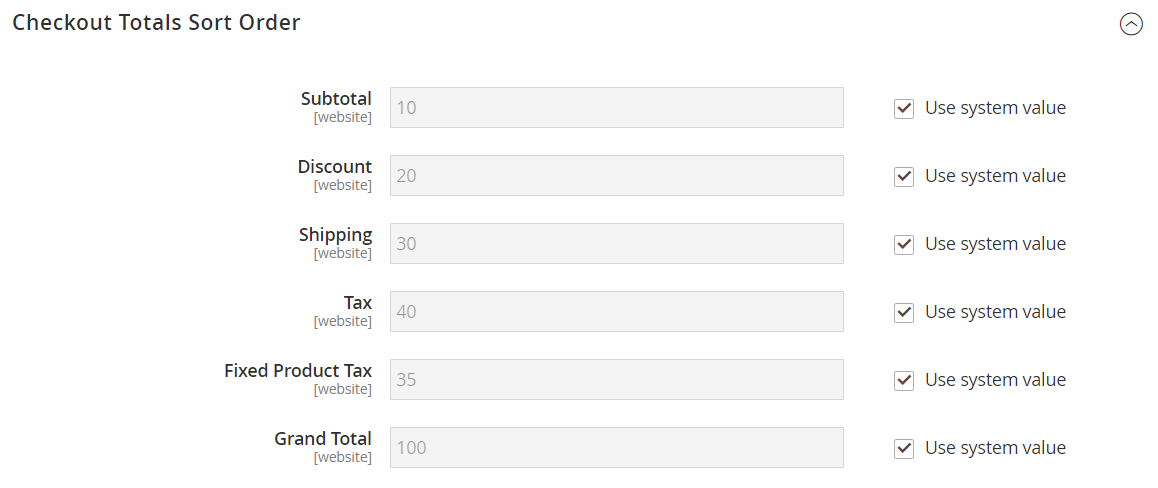 Checkout Totals Sort Order
Subtotal
[website]
10
Use system value
Discount
[website]
20
Use system value
Shipping
[website]
30
Use system value
Tax
[website]
40
Use system value
Fixed Product Tax
[website]
35
Use system value
Grand Total
[website]
100
Use system value